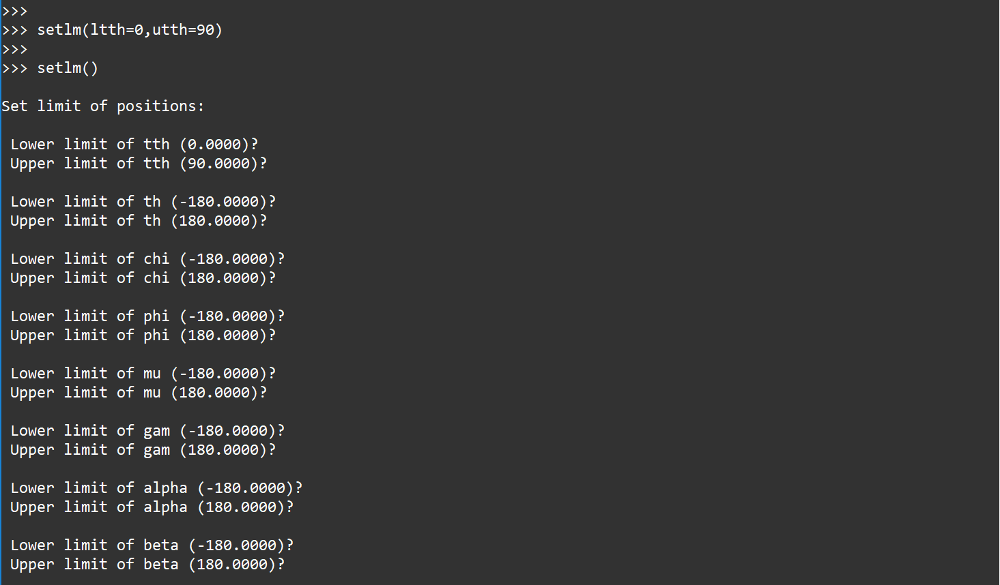 >>>
>>> setlm(ltth=0,utth=90)
>>>
>>> setlm()
Set limit of positions:
Lower limit of tth (0.0000)?
Upper limit of tth (90.0000)?
Lower limit of th (-180.0000)?
Upper limit of th (180.0000)?
Lower limit of chi (-180.0000)?
Upper limit of chi (180.0000)?
Lower limit of phi (-180.0000)?
Upper limit of phi (180.0000)?
Lower limit of mu (-180.0000)?
Upper limit of mu (180.0000)?
Lower limit of gam (-180.0000)?
Upper limit of gam (180.0000)?
Lower limit of alpha (-180.0000)?
Upper limit of alpha (180.0000)?
Lower limit of beta (-180.0000)?
Upper limit of beta (180.0000)?